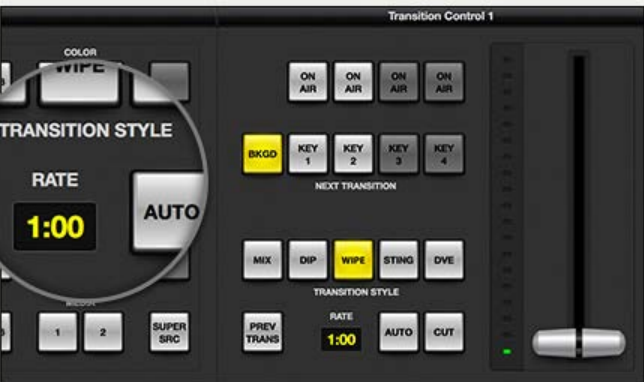 Transition Control 1
COLOR
WIPE
TRANSITION STYLE
RATE
1:00
AUTO
MEDIA
1 2
SUPER SRC
ON AIR ON AIR ON AIR ON AIR
BKGD KEY 1 KEY 2 KEY 3 KEY 4
NEXT TRANSITION
MIX DIP WIPE STING DVE
TRANSITION STYLE
RATE
PREV TRANS 1:00 AUTO CUT